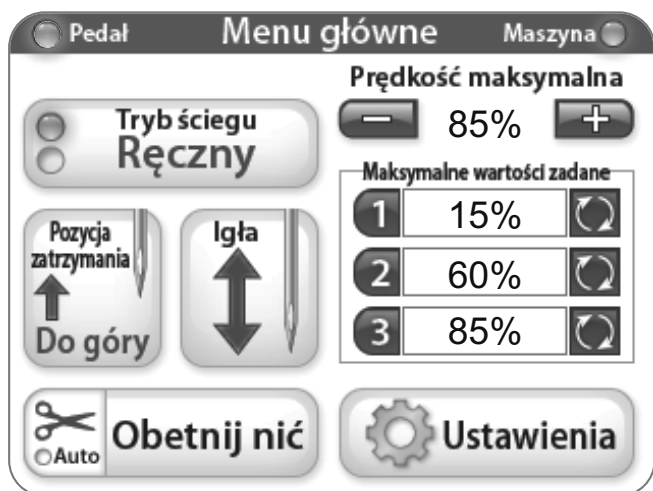 Pedał Menu główne Maszyna
Prędkość maksymalna
85%
Tryb ściegu
Ręczny
Maksymalne wartości zadane
1 15%
2 60%
3 85%
Pozycja
zatrzymania
Do góry
Igła
Auto
Obetnij nić
Ustawienia